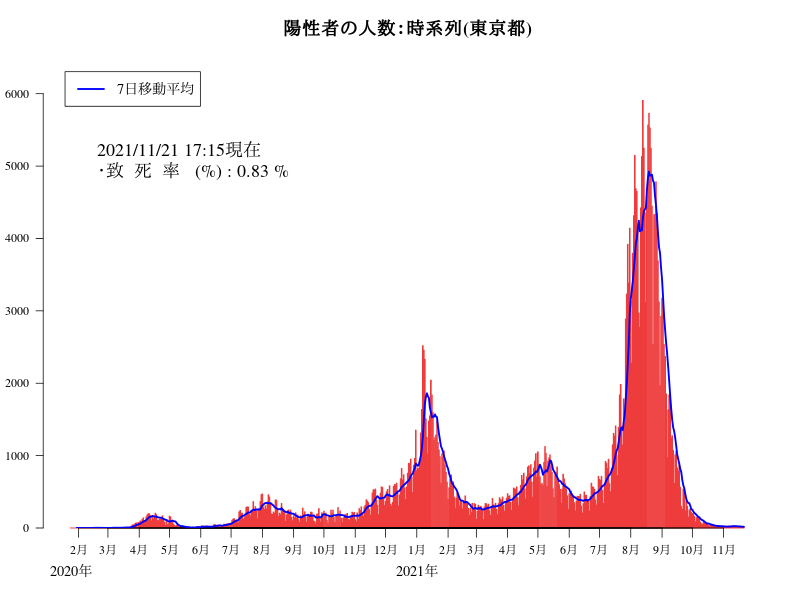 陽性者の人数：時系列(東京都)
7日移動平均
2021/11/21 17:15現在
・致 死 率 (%) : 0.83 %
6000
5000
4000
3000
2000
1000
0
2月 3月 4月 5月 6月 7月 8月 9月 10月 11月 12月 1月 2月 3月 4月 5月 6月 7月 8月 9月 10月 11月
2020年 2021年